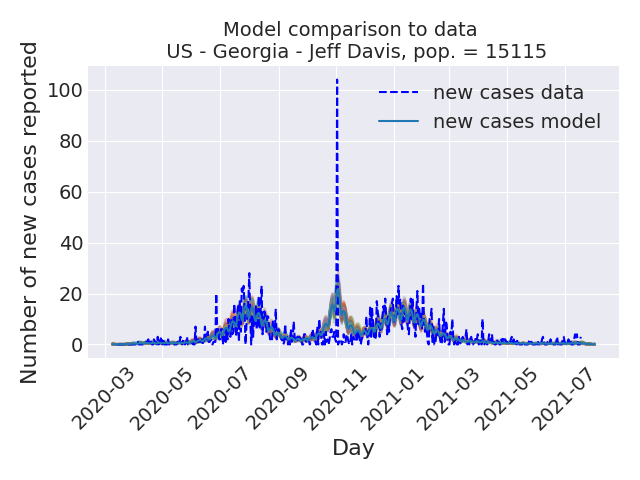 Model comparison to data
US - Georgia - Jeff Davis, pop. = 15115
Number of new cases reported
100
80
60
40
20
0
new cases data
new cases model
2020-03
2020-05
2020-07
2020-09
2020-11
2021-01
2021-03
2021-05
2021-07
Day